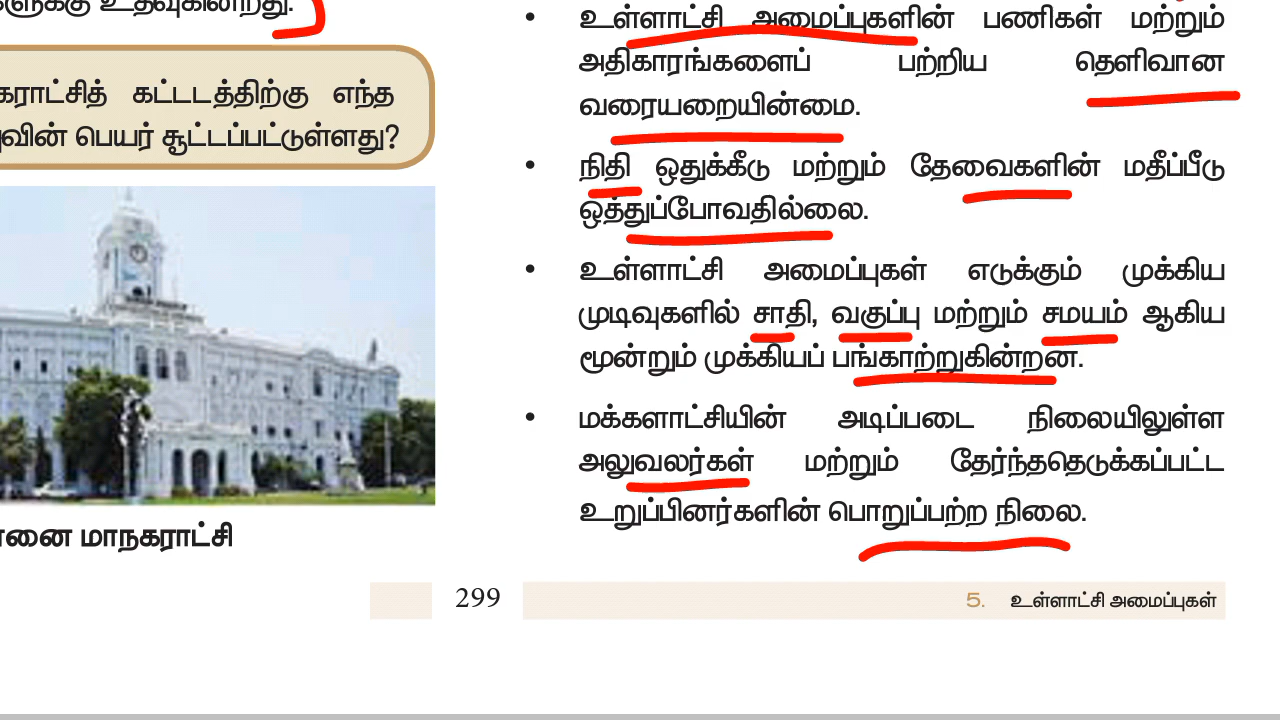 உதவுகின்றது.
கட்டடத்திற்கு எந்த
பெயர் சூட்டப்பட்டுள்ளது?
மாநகராட்சி
• உள்ளாட்சி அமைப்புகளின் பணிகள் மற்றும்
அதிகாரங்களைப் பற்றிய தெளிவான
வரையறையின்மை.
• நிதி ஒதுக்கீடு மற்றும் தேவைகளின் மதீப்பீடு
ஒத்துப்போவதில்லை.
• உள்ளாட்சி அமைப்புகள் எடுக்கும் முக்கிய
முடிவுகளில் சாதி, வகுப்பு மற்றும் சமயம் ஆகிய
மூன்றும் முக்கியப் பங்காற்றுகின்றன.
• மக்களாட்சியின் அடிப்படை நிலையிலுள்ள
அலுவலர்கள் மற்றும் தேர்ந்ததெடுக்கப்பட்ட
உறுப்பினர்களின் பொறுப்பற்ற நிலை.
299
5. உள்ளாட்சி அமைப்புகள்